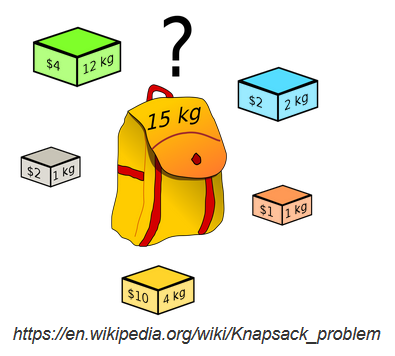 ?
$4 12 kg
$2 2 kg
15 kg
$2 1 kg
$1 1 kg
$10 4 kg
https://en.wikipedia.org/wiki/Knapsack_problem